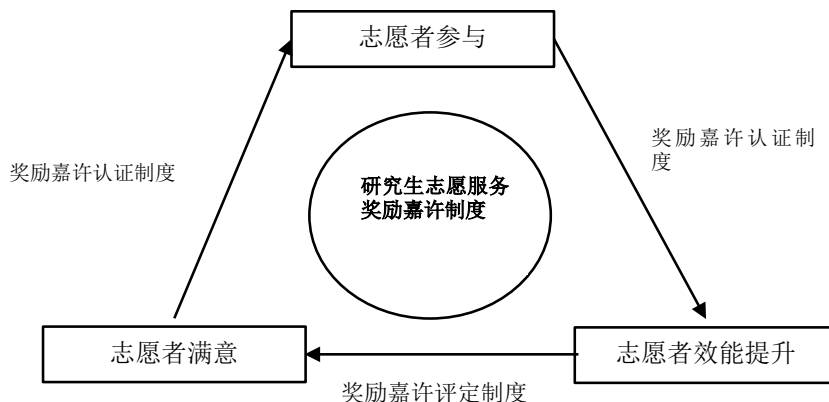 志愿者参与
奖励嘉许认证制
度
奖励嘉许认证制度
研究生志愿服务
奖励嘉许制度
志愿者满意
志愿者效能提升
奖励嘉许评定制度